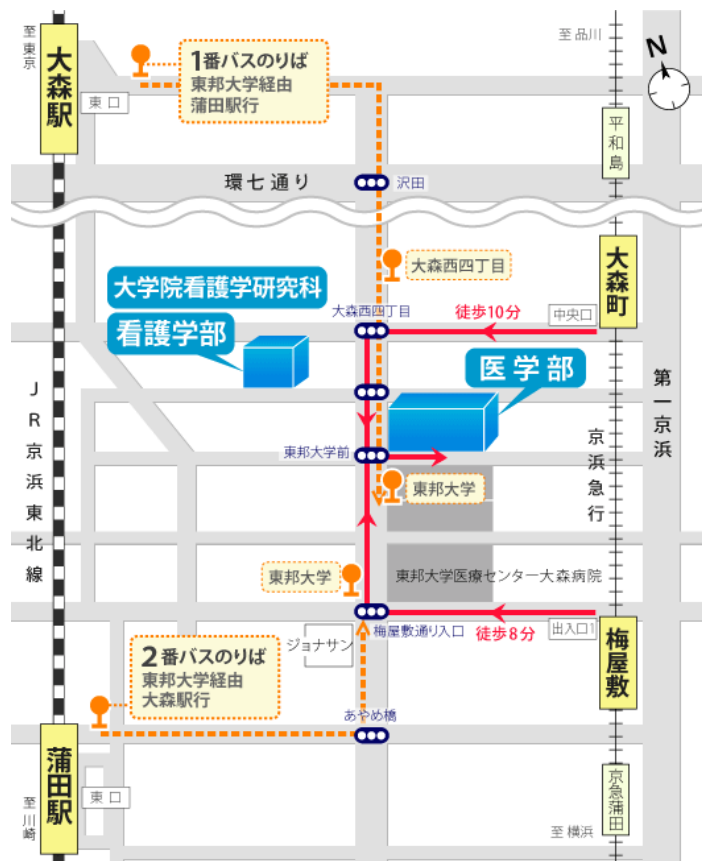 至東京
大森駅
東口
1番バスのりば
東邦大学経由
蒲田駅行
至品川
N
平和島
環七通り
沢田
大森西四丁目
大森町
大学院看護学研究科
看護学部
大森西四丁目
徒歩10分
中央口
医学部
第一京浜
JR京浜東北線
東邦大学前
京浜急行
東邦大学
東邦大学
東邦大学医療センター大森病院
ジョナサン
梅屋敷通り入口
徒歩8分
出入口1
梅屋敷
2番バスのりば
東邦大学経由
大森駅行
あやめ橋
蒲田駅
東口
至川崎
京急蒲田
至横浜